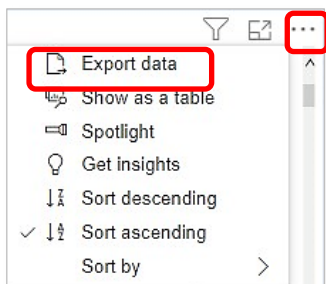 Export data
Show as a table
Spotlight
Get insights
Sort descending
Sort ascending
Sort by